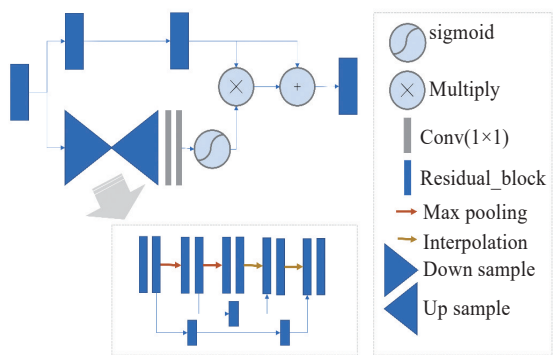 sigmoid
Multiply
Conv(1×1)
Residual_block
Max pooling
Interpolation
Down sample
Up sample